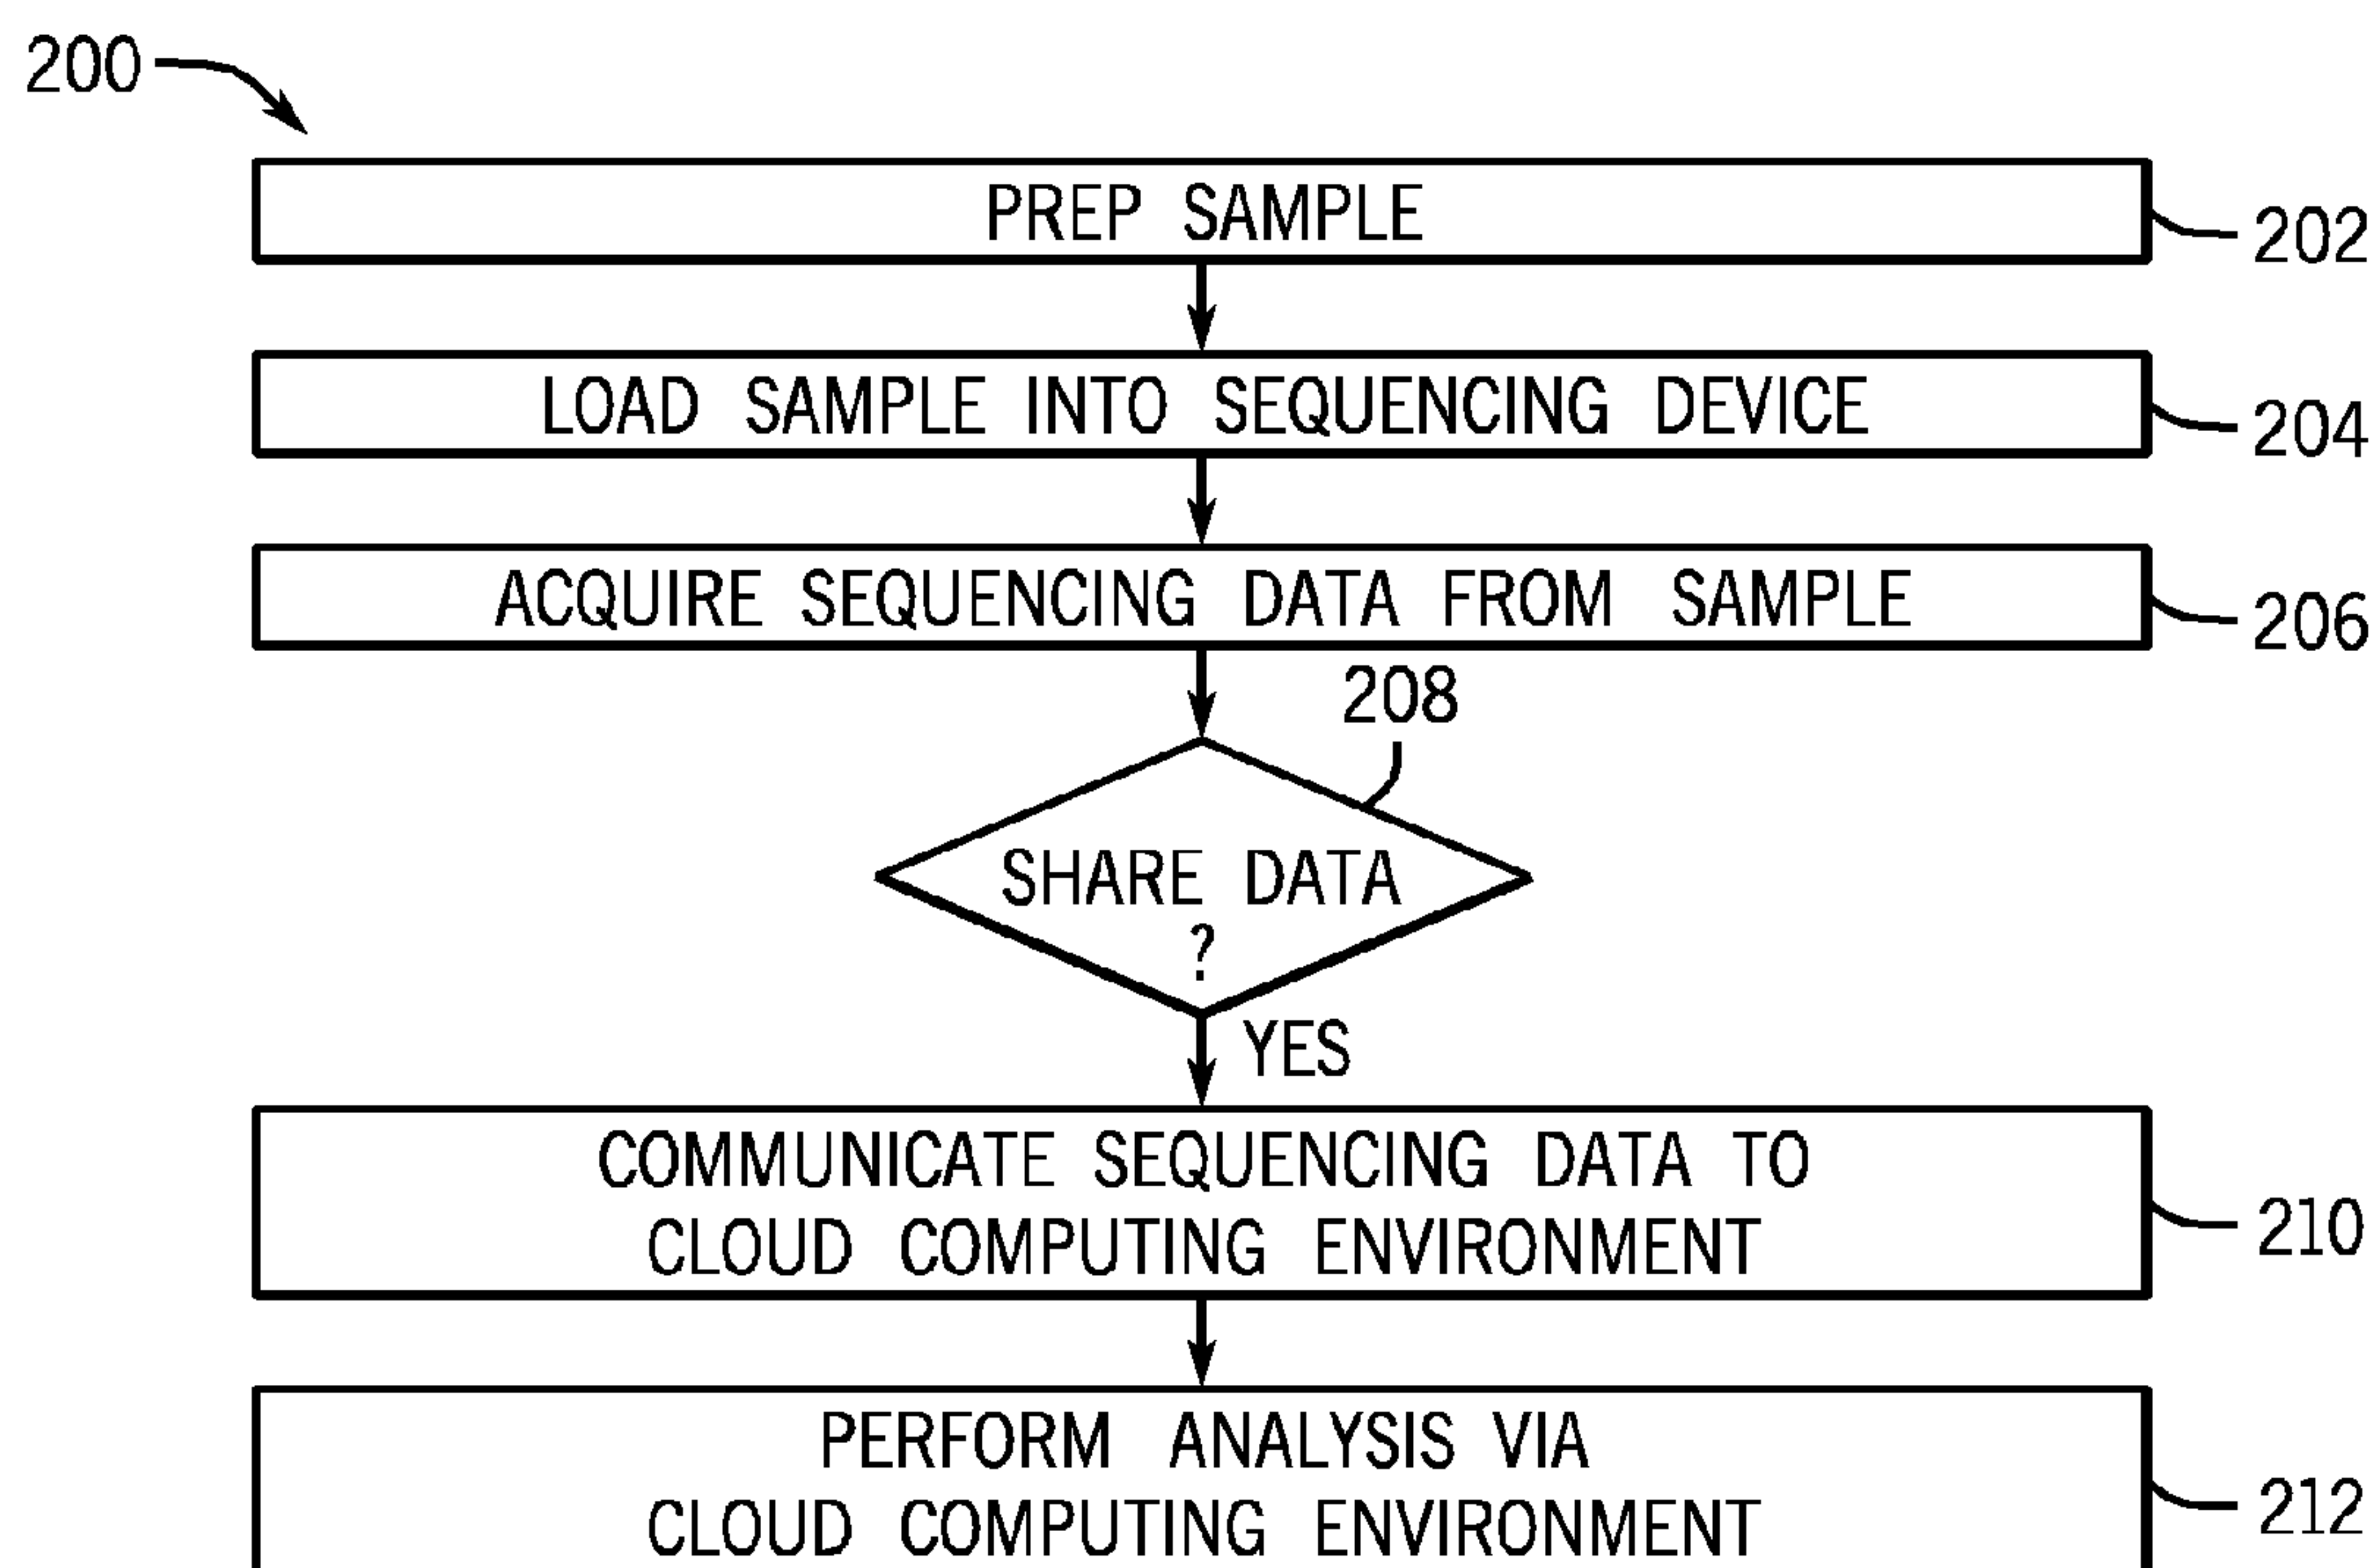 200
PREP SAMPLE
202
LOAD SAMPLE INTO SEQUENCING DEVICE
204
ACQUIRE SEQUENCING DATA FROM SAMPLE
206
208
SHARE DATA
?
YES
COMMUNICATE SEQUENCING DATA TO
CLOUD COMPUTING ENVIRONMENT
210
PERFORM ANALYSIS VIA
CLOUD COMPUTING ENVIRONMENT
212